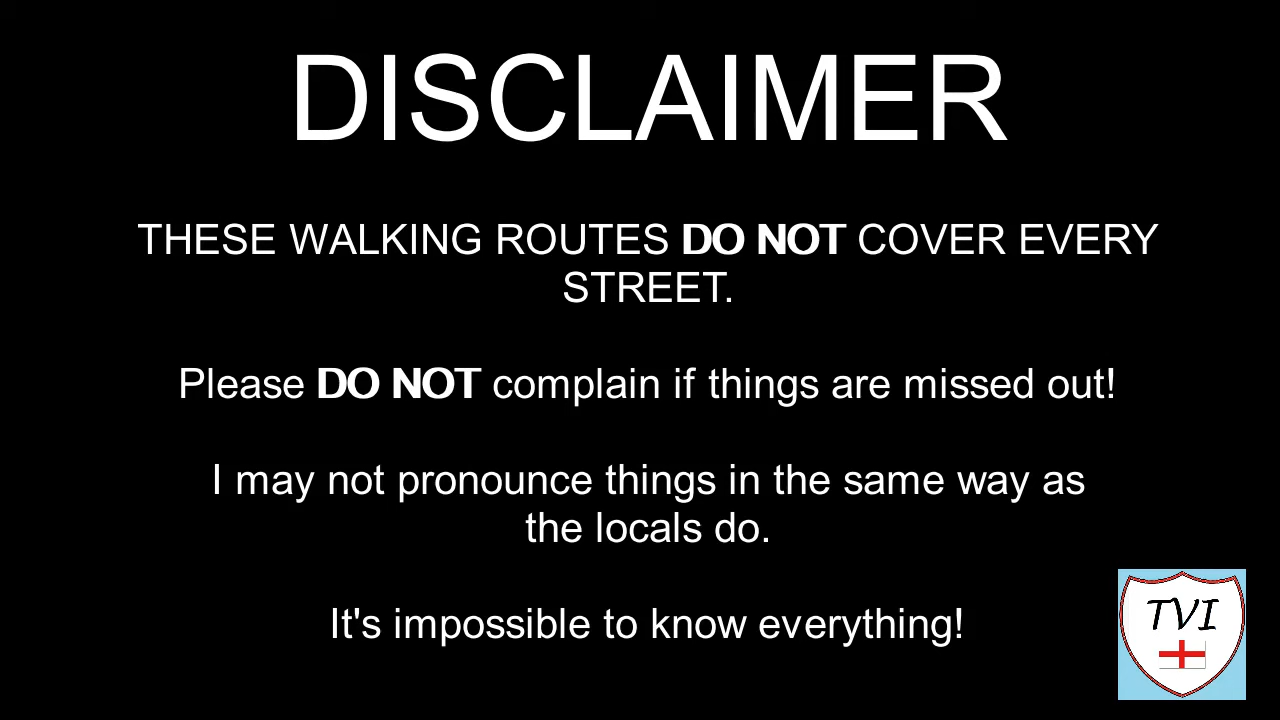 DISCLAIMER
THESE WALKING ROUTES DO NOT COVER EVERY
STREET.
Please DO NOT complain if things are missed out!
I may not pronounce things in the same way as
the locals do.
It's impossible to know everything!
TVI